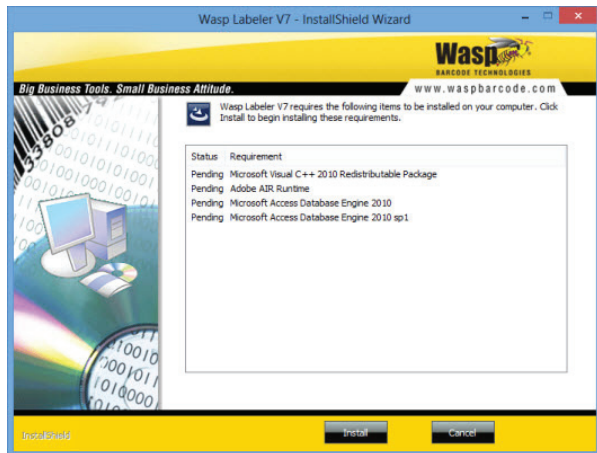 Wasp Labeler V7 - InstallShield Wizard
Wasp
BARCODE TECHNOLOGIES
Big Business Tools. Small Business Attitude.
www.waspbarcode.com
Wasp Labeler V7 requires the following items to be installed on your computer. Click
Install to begin installing these requirements.
Status Requirement
Pending Microsoft Visual C++ 2010 Redistributable Package
Pending Adobe AIR Runtime
Pending Microsoft Access Database Engine 2010
Pending Microsoft Access Database Engine 2010 sp1
InstallShield
Install Cancel